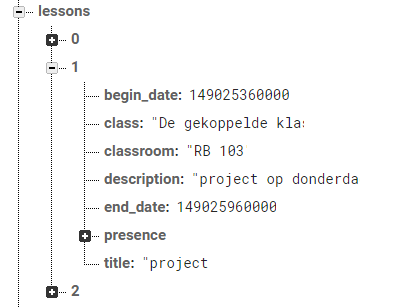 lessons
0
1
begin_date: 149025360000
class: "De gekoppelde klas
classroom: "RB 103
description: "project op donderda
end_date: 149025960000
presence
title: "project
2